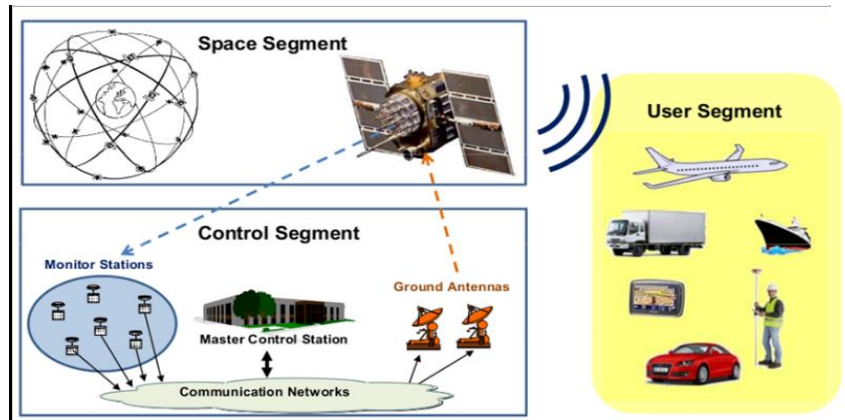 Space Segment
User Segment
Control Segment
Monitor Stations
Ground Antennas
Master Control Station
Communication Networks